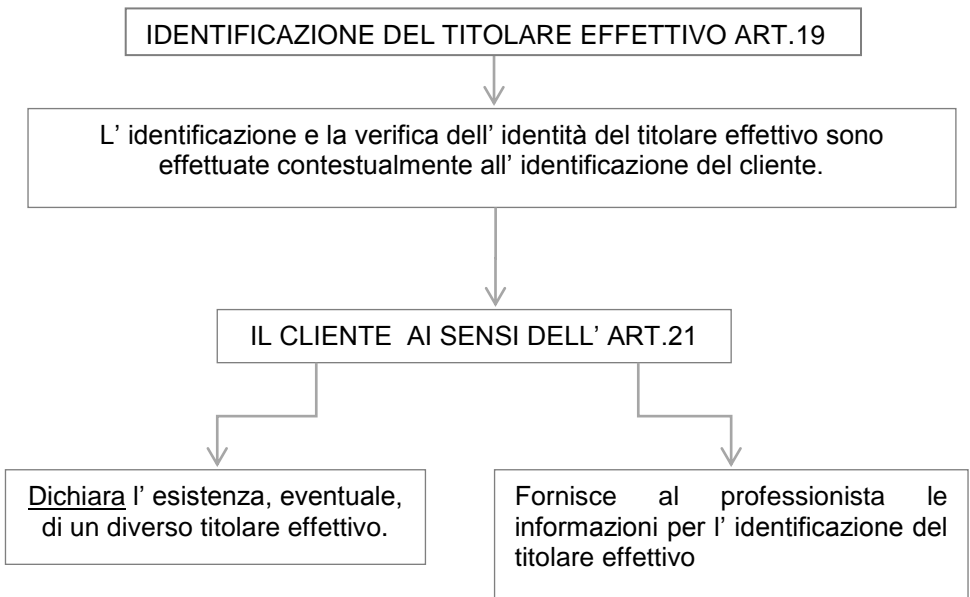 IDENTIFICAZIONE DEL TITOLARE EFFETTIVO ART.19
L' identificazione e la verifica dell' identità del titolare effettivo sono
effettuate contestualmente all' identificazione del cliente.
IL CLIENTE AI SENSI DELL' ART.21
Dichiara l' esistenza, eventuale,
di un diverso titolare effettivo.
Fornisce al professionista le
informazioni per l' identificazione del
titolare effettivo